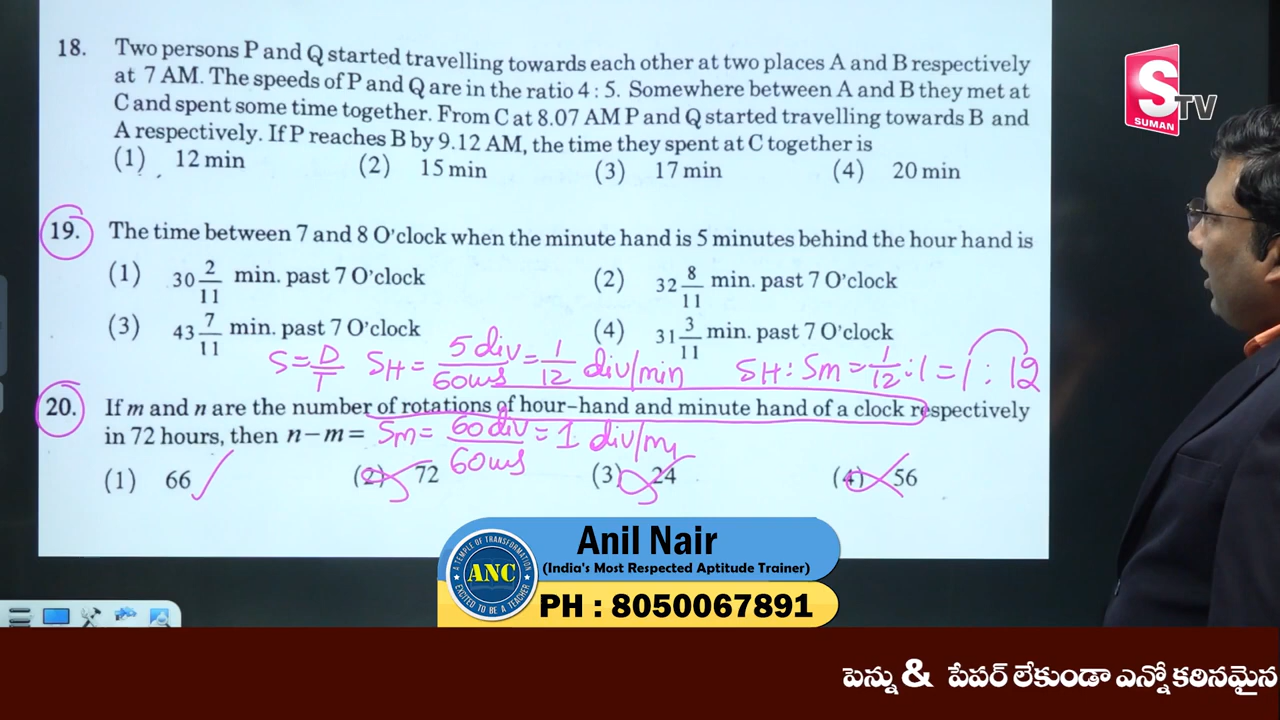 18. Two persons P and Q started travelling towards each other at two places A and B respectively
at 7 AM. The speeds of P and Q are in the ratio 4 : 5. Somewhere between A and B they met at
C and spent some time together. From C at 8.07 AM P and Q started travelling towards B and
A respectively. If P reaches B by 9.12 AM, the time they spent at C together is
(1) 12 min (2) 15 min (3) 17 min (4) 20 min
S TV
SUMAN
19. The time between 7 and 8 O'clock when the minute hand is 5 minutes behind the hour hand is
(1) 30 2/11 min. past 7 O'clock (2) 32 8/11 min. past 7 O'clock
(3) 43 7/11 min. past 7 O'clock (4) 31 3/11 min. past 7 O'clock
S = D/T SH = 5 div/60 ms = 1/12 div/min SH : Sm = 1/12 : 1 = 1 : 12
20. If m and n are the number of rotations of hour-hand and minute hand of a clock respectively
in 72 hours, then n – m =
Sm = 60 div/60 ms = 1 div/m
(1) 66 (2) 72 (3) 24 (4) 56
A TEMPLE OF TRANSFORMATION
ANC
EXCITED TO BE A TEACHER
Anil Nair
(India's Most Respected Aptitude Trainer)
PH : 8050067891
పెన్ను & పేపర్ లేకుండా ఎన్నో కఠినమైన